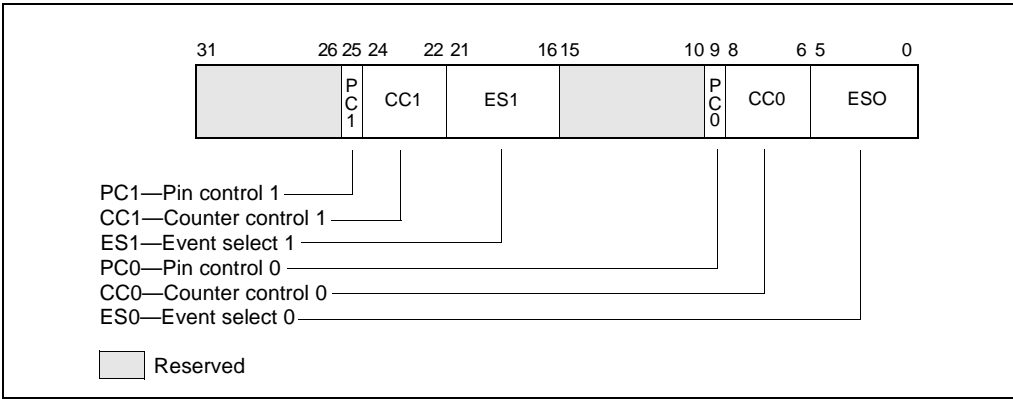 31 26 25 24 22 21 16 15 10 9 8 6 5 0
PC1 CC1 ES1 PC0 CC0 ESO
PC1—Pin control 1
CC1—Counter control 1
ES1—Event select 1
PC0—Pin control 0
CC0—Counter control 0
ES0—Event select 0
Reserved